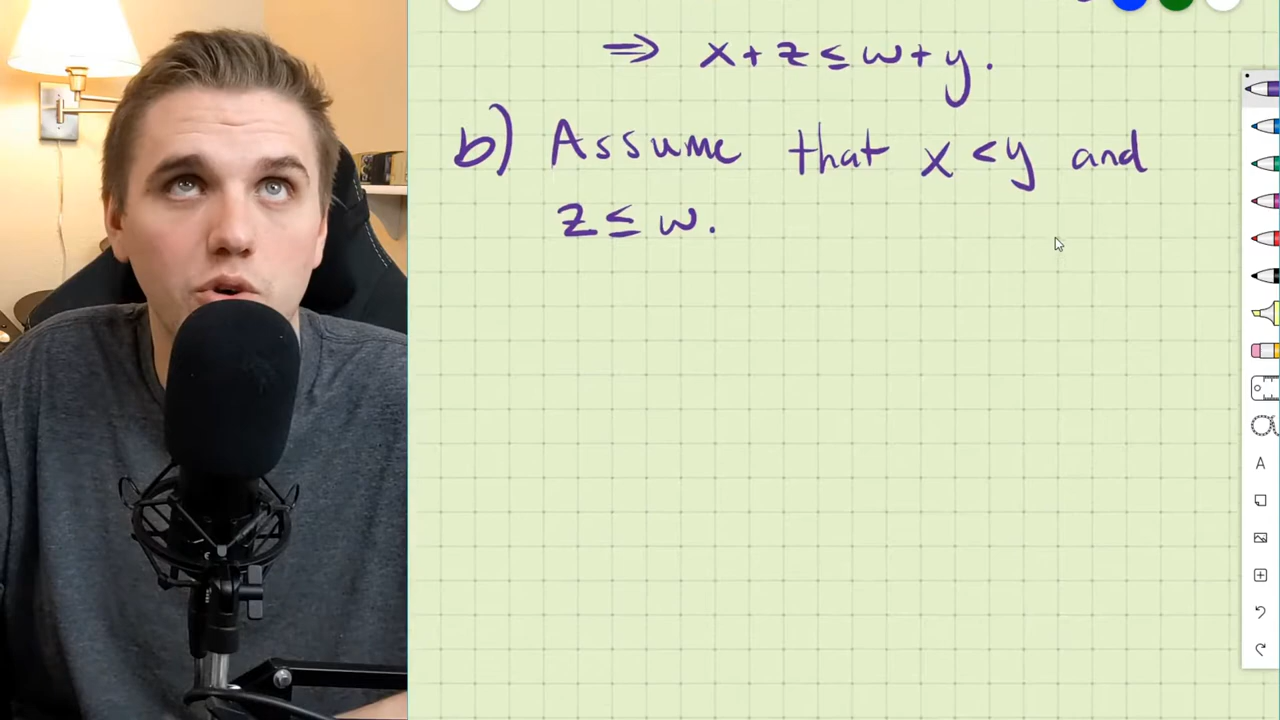 ⇒ x + z ≤ w + y.
b) Assume that x < y and
z ≤ w.
A